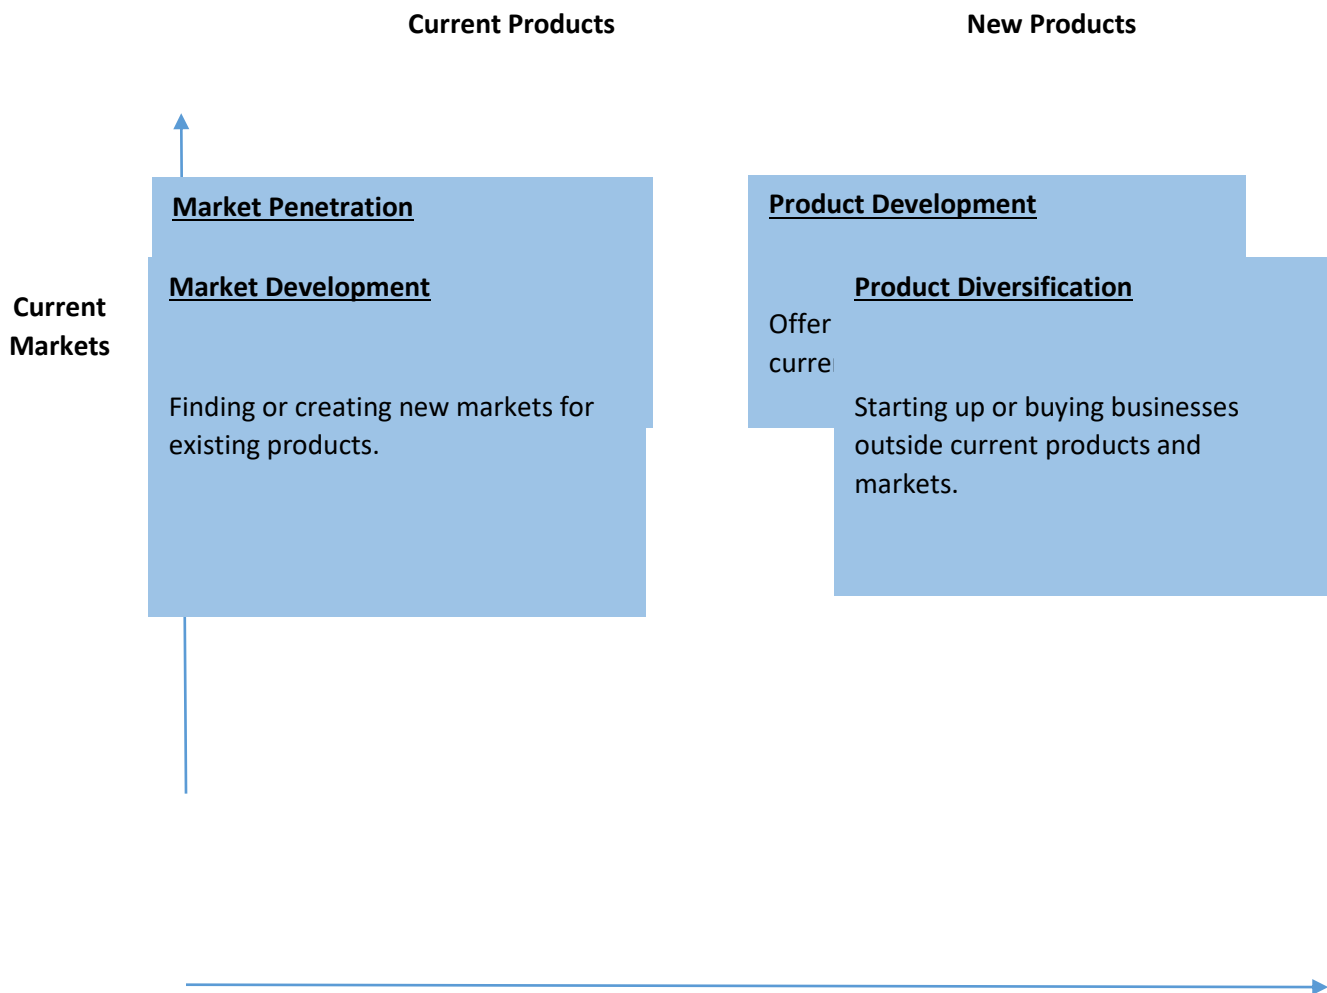 Current Products
New Products
Market Penetration
Product Development
Current
Markets
Market Development
Finding or creating new markets for
existing products.
Offer
Product Diversification
Starting up or buying businesses
outside current products and
markets.